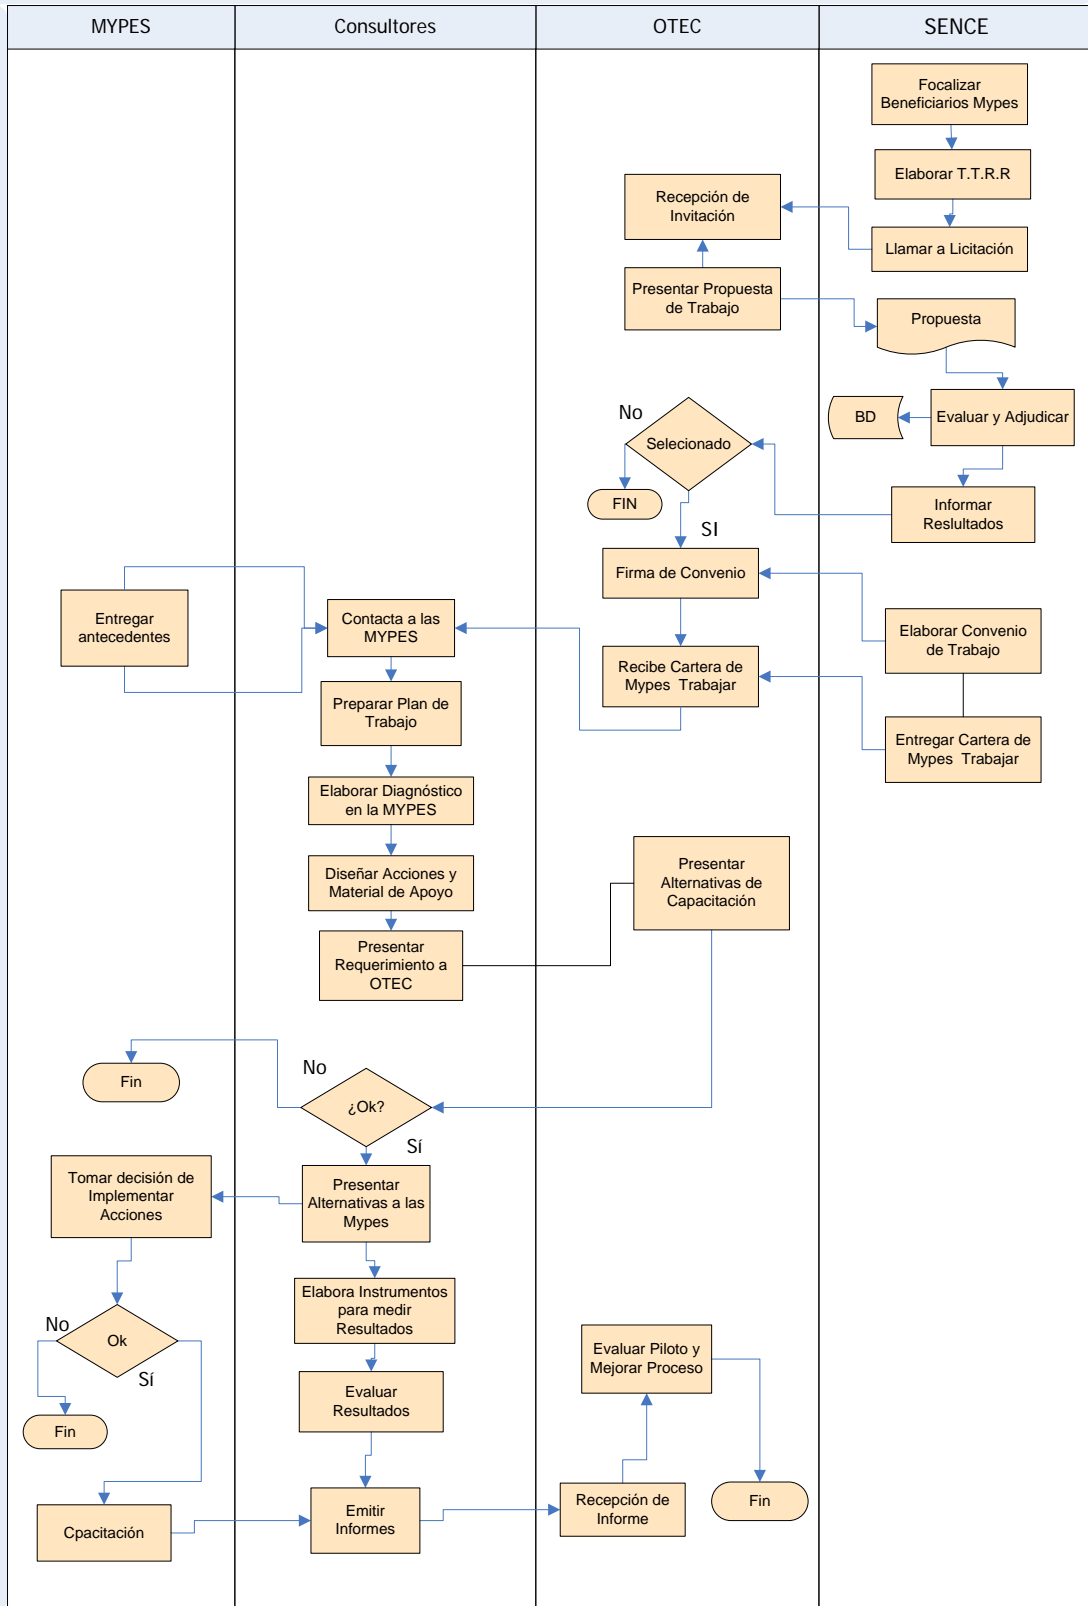 MYPES
Consultores
OTEC
SENCE
Focalizar
Beneficiarios Mypes
Elaborar T.T.R.R
Recepción de
Invitación
Llamar a Licitación
Presentar Propuesta
de Trabajo
Propuesta
BD
Evaluar y Adjudicar
No
Selecionado
FIN
Informar
Reslultados
SI
Firma de Convenio
Entregar
antecedentes
Contacta a las
MYPES
Elaborar Convenio
de Trabajo
Recibe Cartera de
Mypes Trabajar
Preparar Plan de
Trabajo
Entregar Cartera de
Mypes Trabajar
Elaborar Diagnóstico
en la MYPES
Diseñar Acciones y
Material de Apoyo
Presentar
Alternativas de
Capacitación
Presentar
Requerimiento a
OTEC
No
Fin
¿Ok?
Sí
Tomar decisión de
Implementar
Acciones
Presentar
Alternativas a las
Mypes
Elabora Instrumentos
para medir
Resultados
No
Ok
Sí
Evaluar Piloto y
Mejorar Proceso
Evaluar
Resultados
Fin
Cpacitación
Emitir
Informes
Recepción de
Informe
Fin